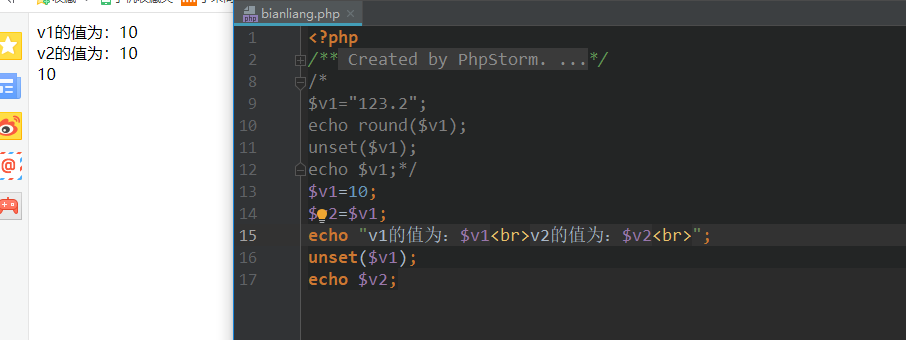 v1的值为：10
v2的值为：10
10
bianliang.php
1 <?php
2 /** Created by PhpStorm. ...*/
8 /*
9 $v1="123.2";
10 echo round($v1);
11 unset($v1);
12 echo $v1;*/
13 $v1=10;
14 $2=$v1;
15 echo "v1的值为：$v1<br>v2的值为：$v2<br>";
16 unset($v1);
17 echo $v2;